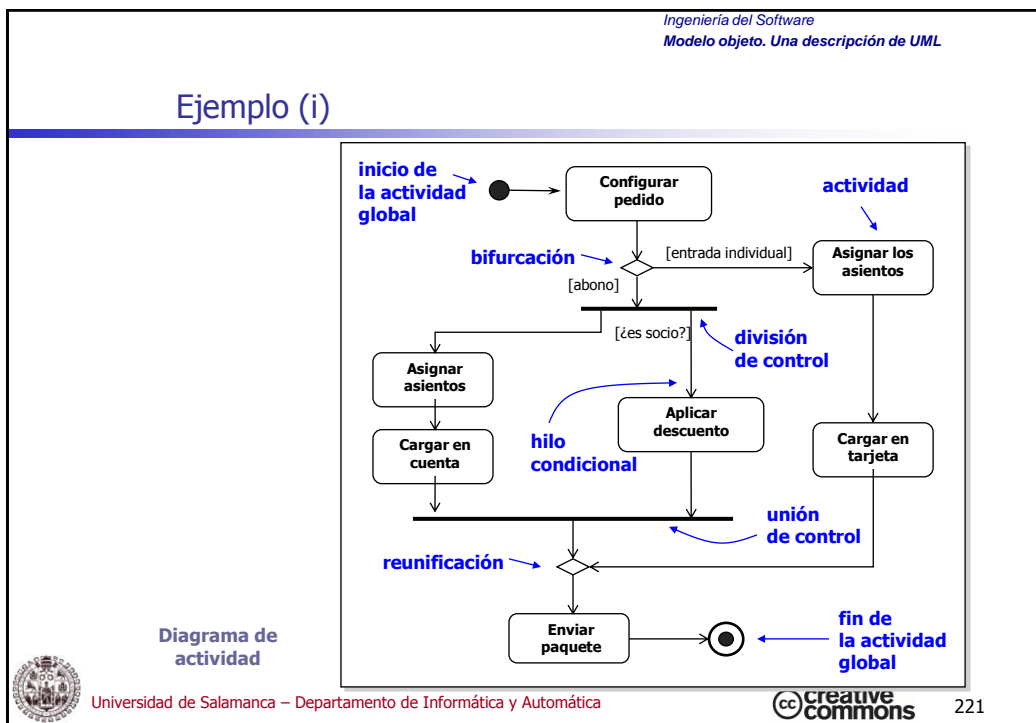 Ingeniería del Software
Modelo objeto. Una descripción de UML
Ejemplo (i)
inicio de
la actividad
global
Configurar
pedido
actividad
bifurcación
[entrada individual]
Asignar los
asientos
[abono]
[¿es socio?]
división
de control
Asignar
asientos
Aplicar
descuento
hilo
condicional
Cargar en
cuenta
Cargar en
tarjeta
unión
de control
reunificación
Enviar
paquete
fin de
la actividad
global
Diagrama de
actividad
Universidad de Salamanca – Departamento de Informática y Automática
cc creative
commons
221